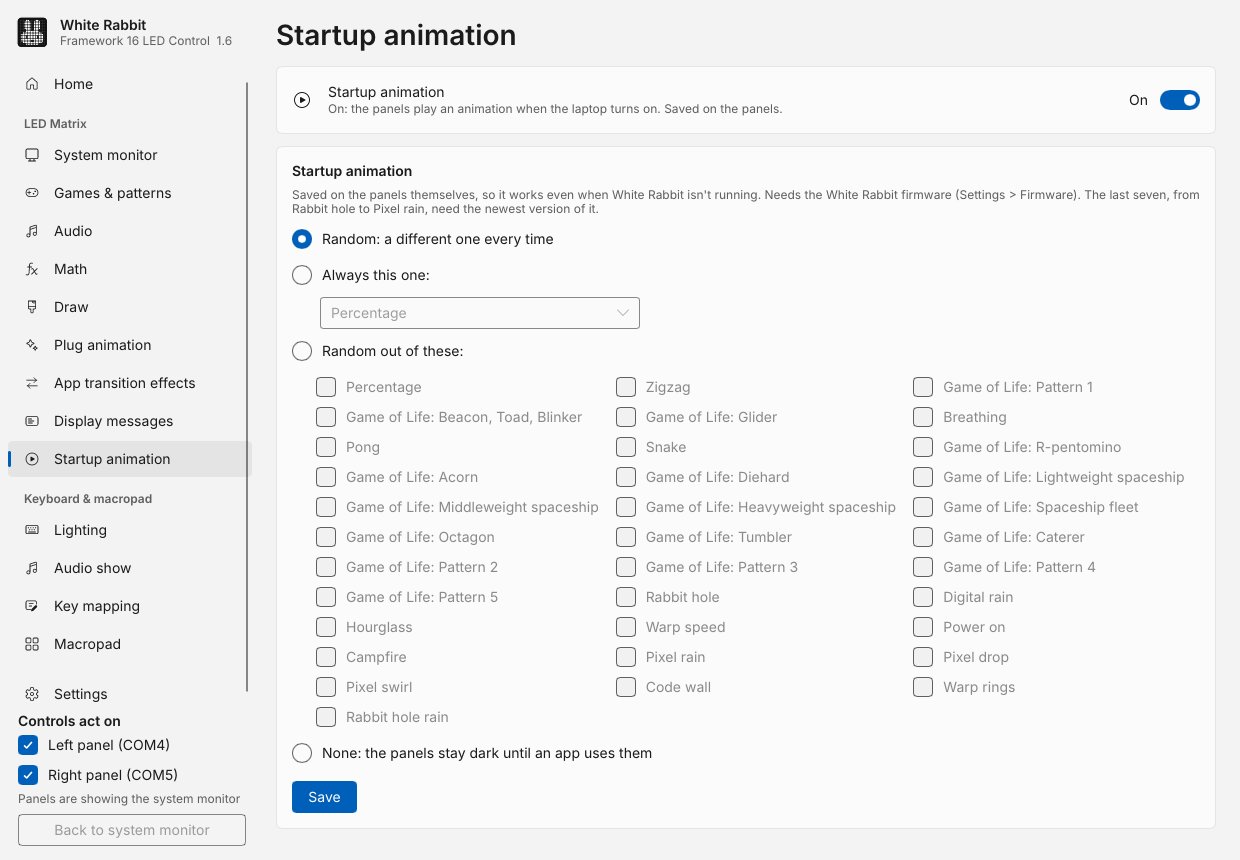 White Rabbit
Framework 16 LED Control 1.6
Home
LED Matrix
System monitor
Games & patterns
Audio
Math
Draw
Plug animation
App transition effects
Display messages
Startup animation
Keyboard & macropad
Lighting
Audio show
Key mapping
Macropad
Settings
Controls act on
Left panel (COM4)
Right panel (COM5)
Panels are showing the system monitor
Back to system monitor
Startup animation
Startup animation
On: the panels play an animation when the laptop turns on. Saved on the panels.
On
Startup animation
Saved on the panels themselves, so it works even when White Rabbit isn't running. Needs the White Rabbit firmware (Settings > Firmware). The last seven, from
Rabbit hole to Pixel rain, need the newest version of it.
Random: a different one every time
Always this one:
Percentage
Random out of these:
Percentage
Zigzag
Game of Life: Pattern 1
Game of Life: Beacon, Toad, Blinker
Game of Life: Glider
Breathing
Pong
Snake
Game of Life: R-pentomino
Game of Life: Acorn
Game of Life: Diehard
Game of Life: Lightweight spaceship
Game of Life: Middleweight spaceship
Game of Life: Heavyweight spaceship
Game of Life: Spaceship fleet
Game of Life: Octagon
Game of Life: Tumbler
Game of Life: Caterer
Game of Life: Pattern 2
Game of Life: Pattern 3
Game of Life: Pattern 4
Game of Life: Pattern 5
Rabbit hole
Digital rain
Hourglass
Warp speed
Power on
Campfire
Pixel rain
Pixel drop
Pixel swirl
Code wall
Warp rings
Rabbit hole rain
None: the panels stay dark until an app uses them
Save